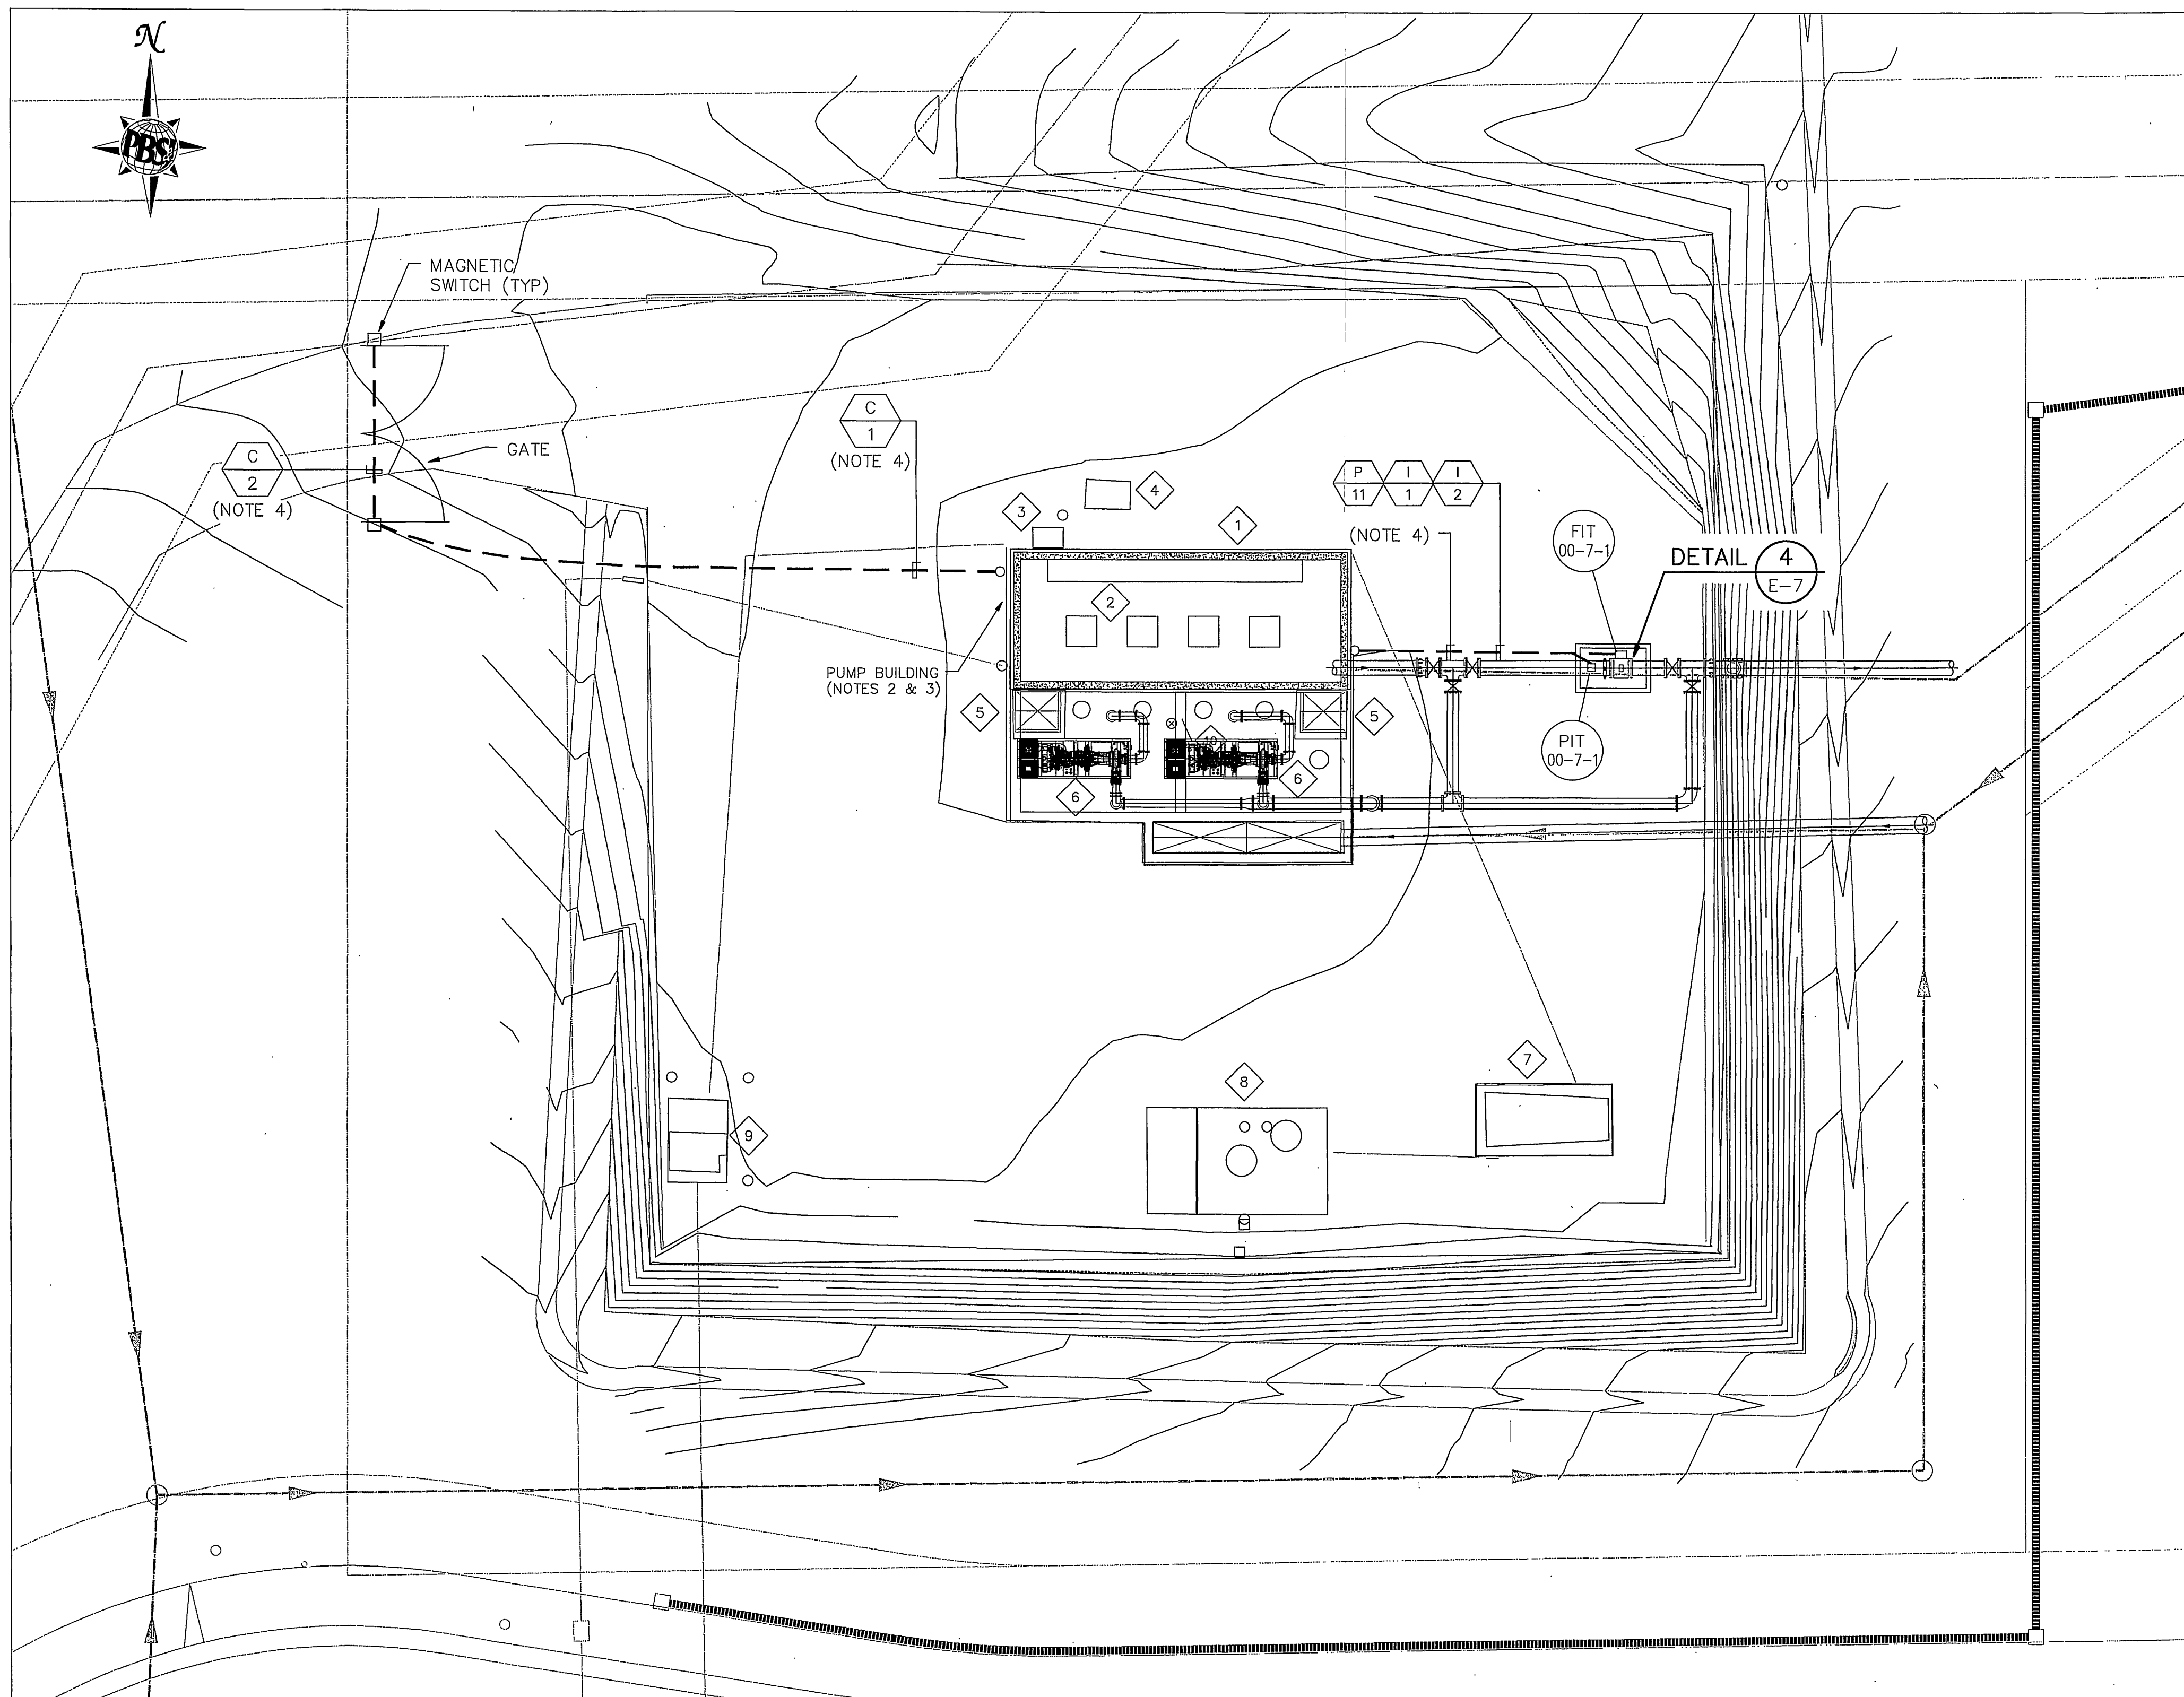 N
PBSJ
MAGNETIC
SWITCH (TYP)
C
1
(NOTE 4)
GATE
C
2
(NOTE 4)
P
11
I
1
I
2
(NOTE 4)
4
3
1
FIT
00-7-1
DETAIL
4
E-7
2
PUMP BUILDING
(NOTES 2 & 3)
5
5
PIT
00-7-1
10
6
6
7
8
9